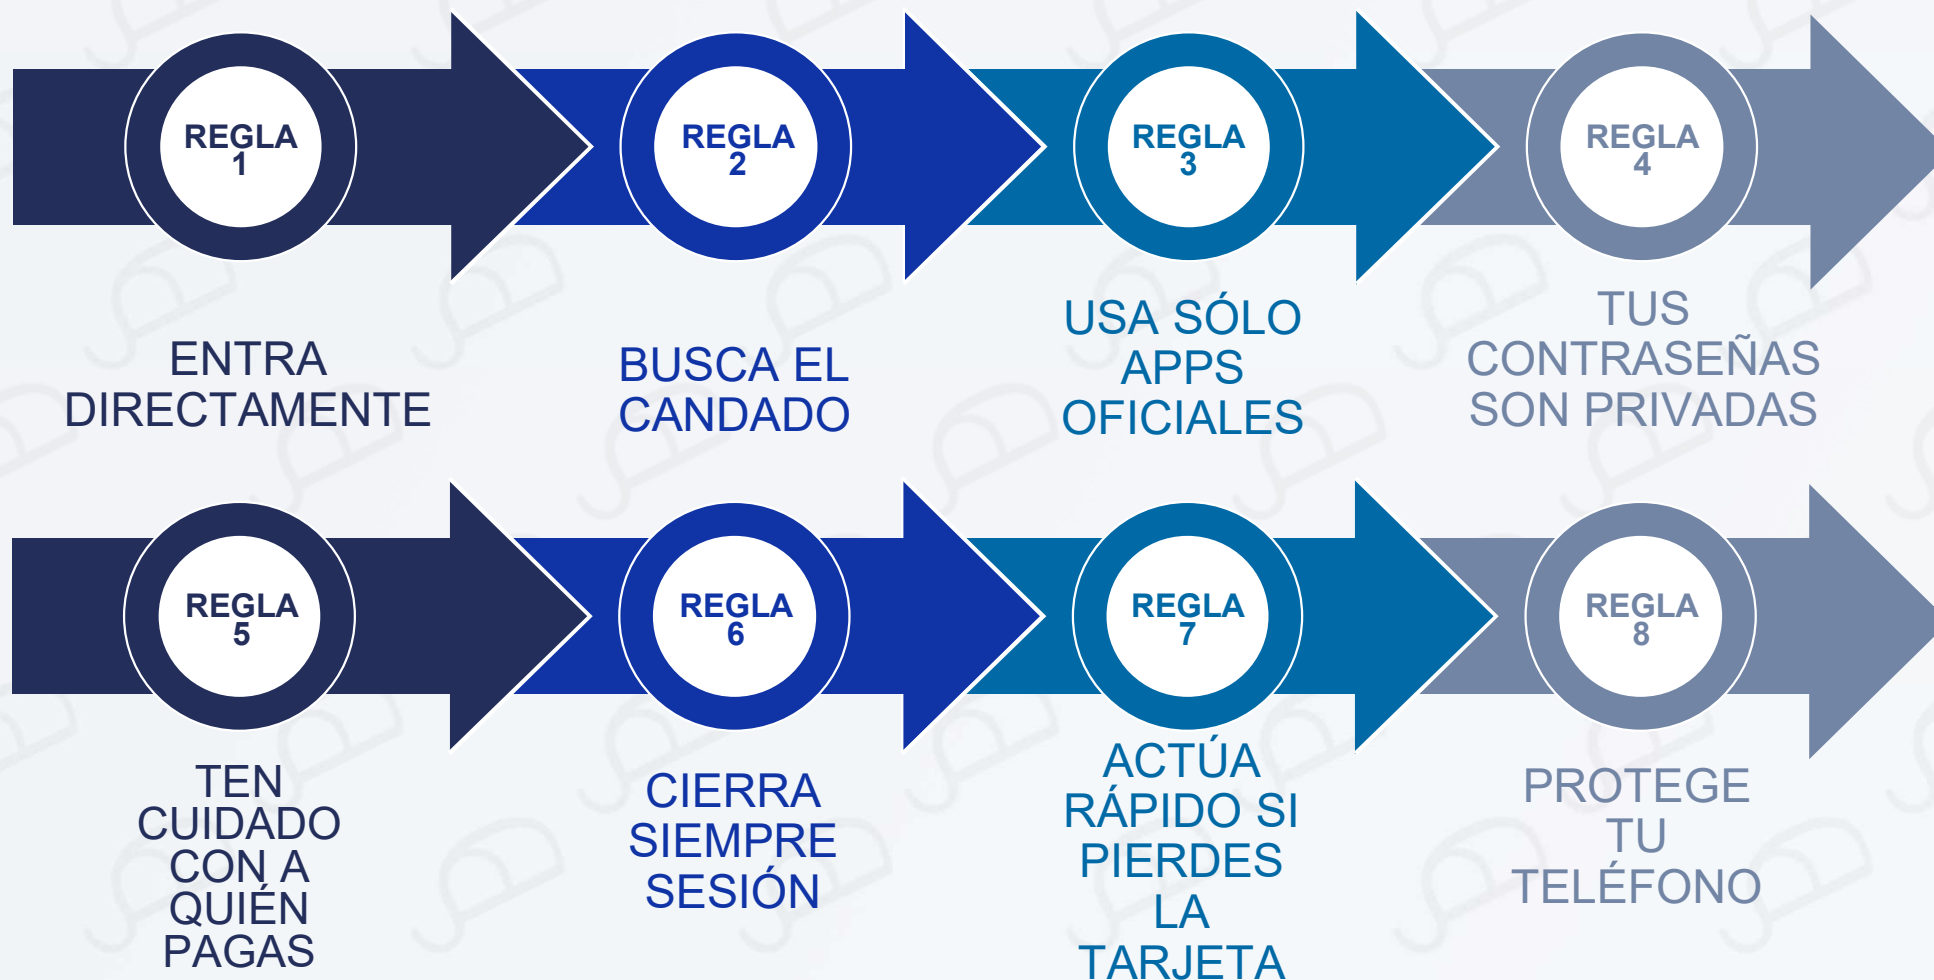 REGLA
1
REGLA
2
REGLA
3
REGLA
4
ENTRA
DIRECTAMENTE
BUSCA EL
CANDADO
USA SÓLO
APPS
OFICIALES
TUS
CONTRASEÑAS
SON PRIVADAS
REGLA
5
REGLA
6
REGLA
7
REGLA
8
TEN
CUIDADO
CON A
QUIÉN
PAGAS
CIERRA
SIEMPRE
SESIÓN
ACTÚA
RÁPIDO SI
PIERDES
LA
TARJETA
PROTEGE
TU
TELÉFONO